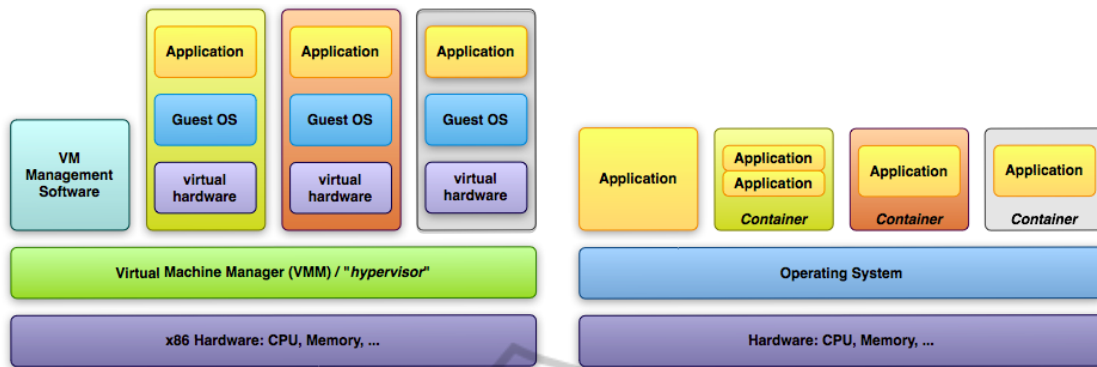 Application
Guest OS
virtual
hardware
Application
Guest OS
virtual
hardware
Application
Guest OS
virtual
hardware
VM
Management
Software
Virtual Machine Manager (VMM) / "hypervisor"
x86 Hardware: CPU, Memory, ...
Application
Application
Application
Container
Application
Container
Application
Container
Operating System
Hardware: CPU, Memory, ...